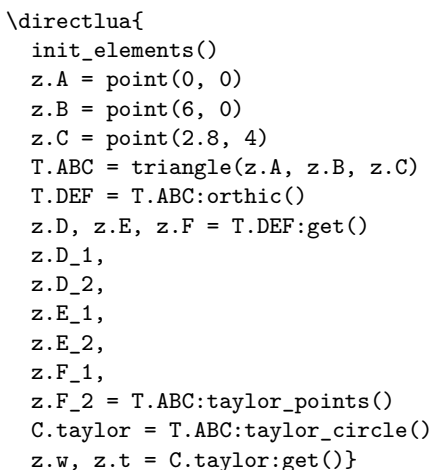 \directlua{
  init_elements()
  z.A = point(0, 0)
  z.B = point(6, 0)
  z.C = point(2.8, 4)
  T.ABC = triangle(z.A, z.B, z.C)
  T.DEF = T.ABC:orthic()
  z.D, z.E, z.F = T.DEF:get()
  z.D_1,
  z.D_2,
  z.E_1,
  z.E_2,
  z.F_1,
  z.F_2 = T.ABC:taylor_points()
  C.taylor = T.ABC:taylor_circle()
  z.w, z.t = C.taylor:get()}